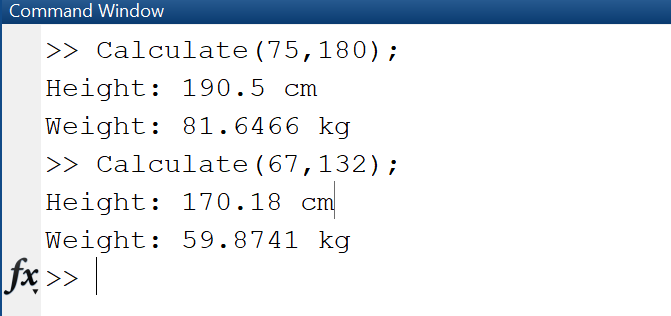 Command Window
>> Calculate(75,180);
Height: 190.5 cm
Weight: 81.6466 kg
>> Calculate(67,132);
Height: 170.18 cm
Weight: 59.8741 kg
fx >>